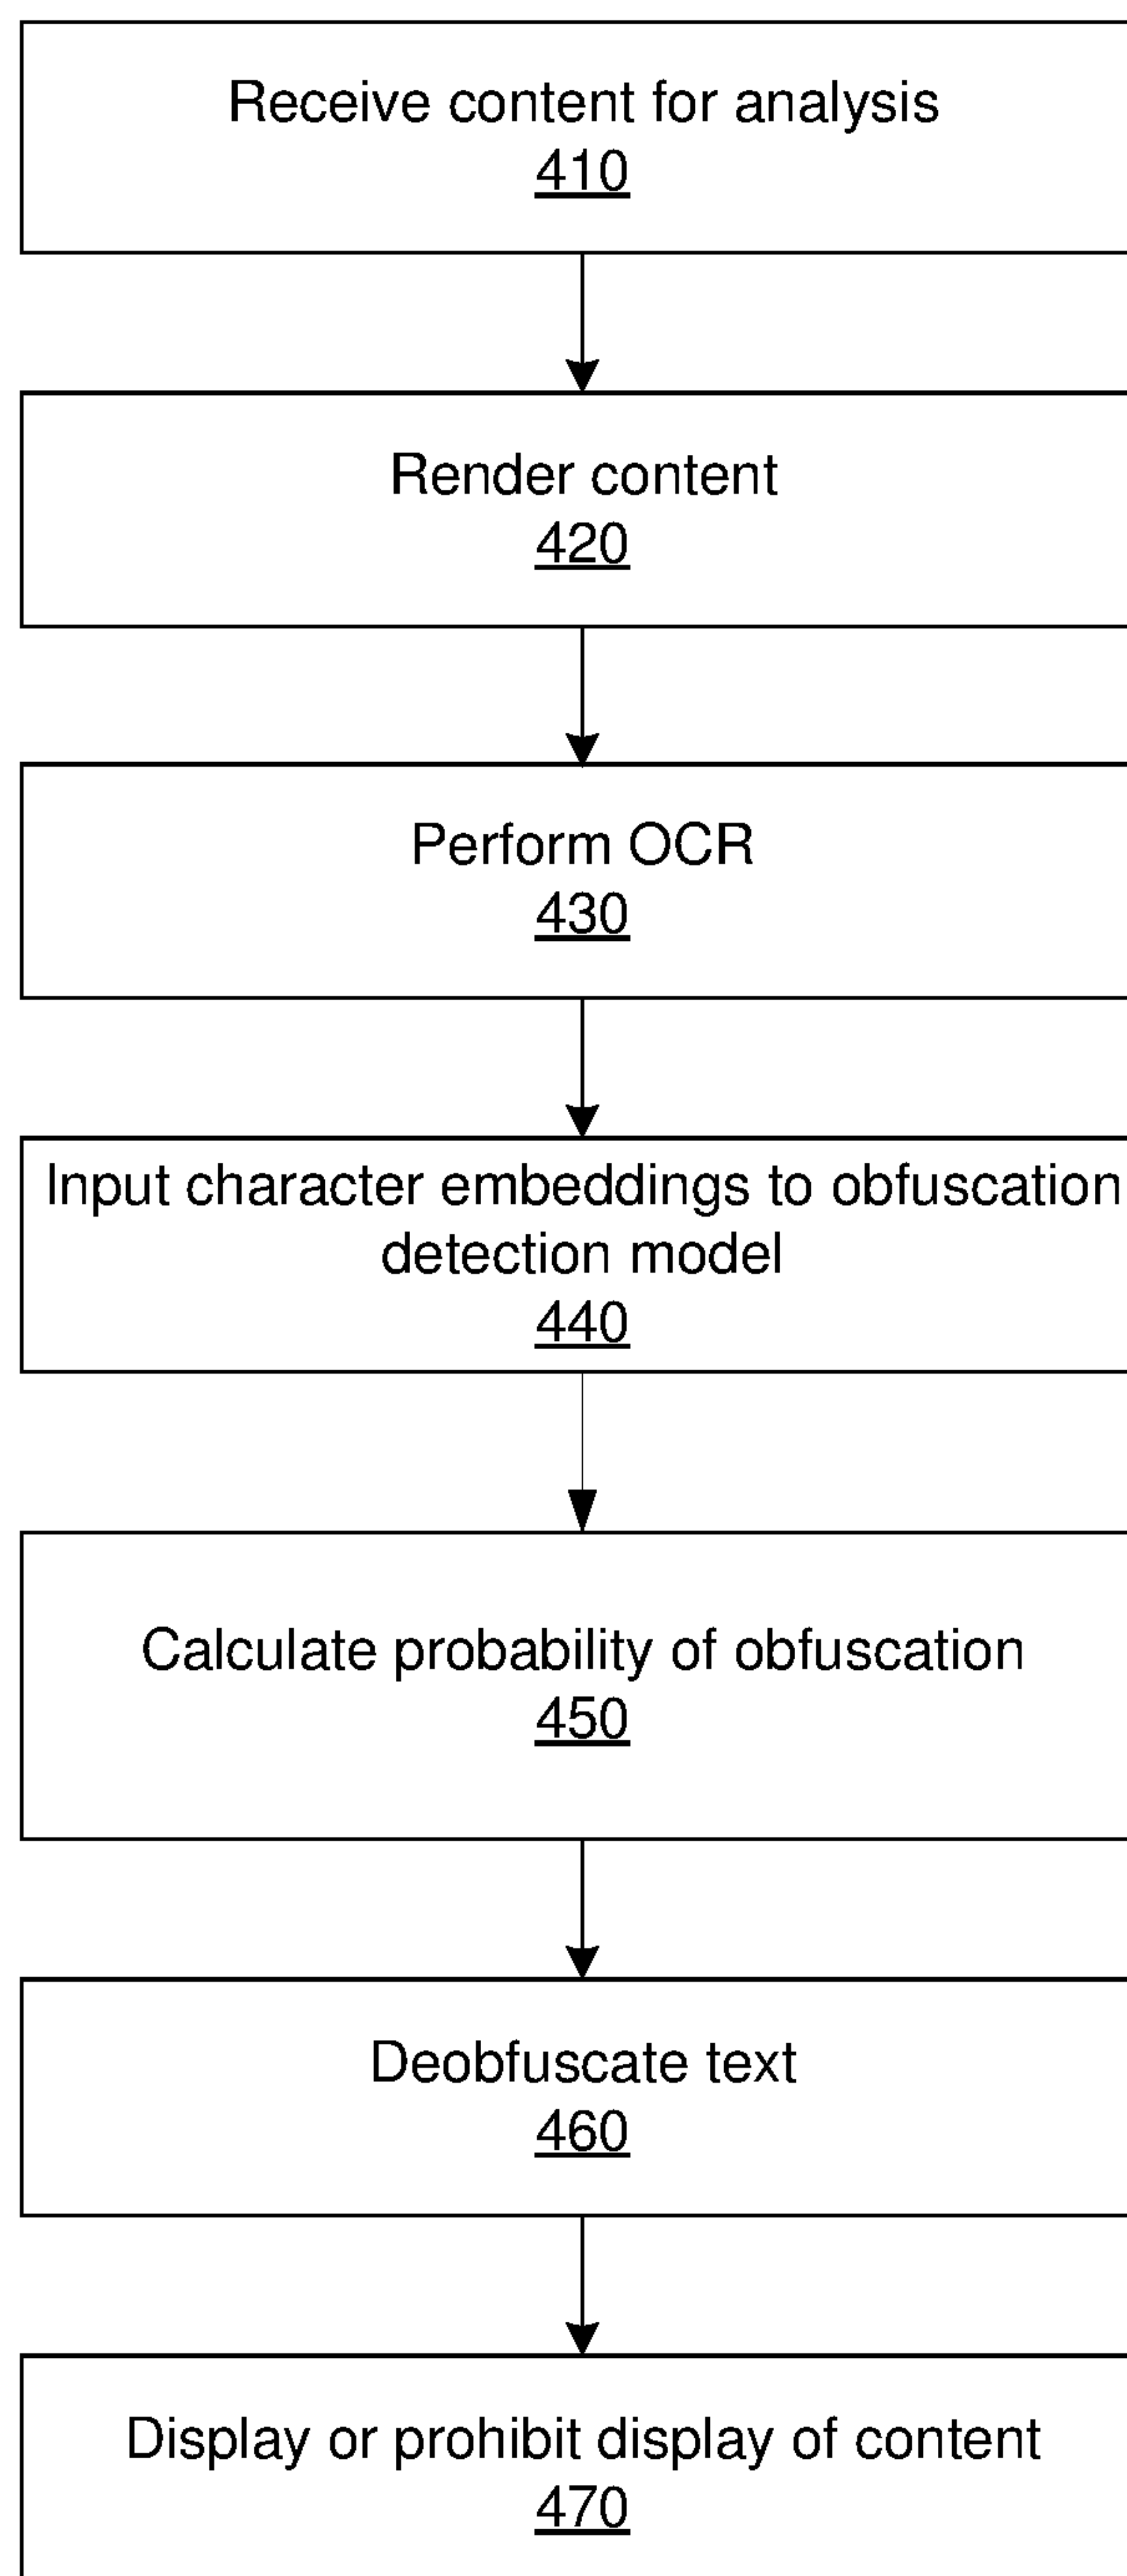 Receive content for analysis
410
Render content
420
Perform OCR
430
Input character embeddings to obfuscation
detection model
440
Calculate probability of obfuscation
450
Deobfuscate text
460
Display or prohibit display of content
470